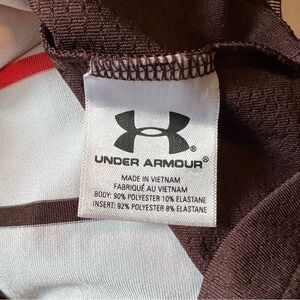 UNDER ARMOUR®
MADE IN VIETNAM
FABRIQUÉ AU VIETNAM
BODY: 90% POLYESTER 10% ELASTANE
INSERT: 92% POLYESTER 8% ELASTANE